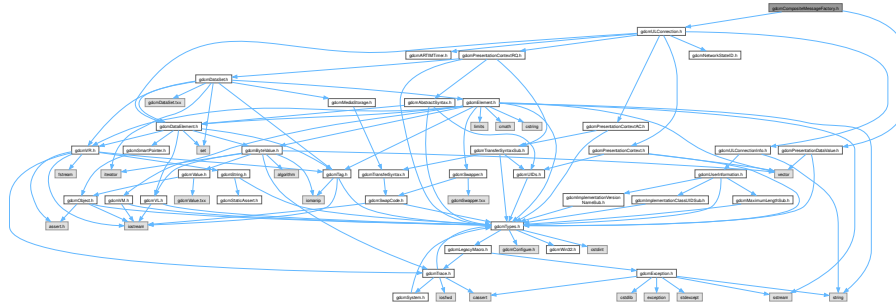 gdcmCompositeMessageFactory.h
gdcmULConnection.h
gdcmARTIMTimer.h
gdcmPresentationContextRQ.h
gdcmNetworkStateID.h
gdcmDataSet.h
gdcmDataSet.txx
gdcmMediaStorage.h
gdcmAbstractSyntax.h
gdcmElement.h
gdcmDataElement.h
limits
cmath
cstring
gdcmPresentationContextAC.h
gdcmVR.h
gdcmSmartPointer.h
set
gdcmByteValue.h
gdcmTransferSyntaxSub.h
gdcmPresentationContext.h
gdcmULConnectionInfo.h
gdcmPresentationDataValue.h
fstream
iterator
gdcmValue.h
gdcmString.h
algorithm
gdcmTag.h
gdcmTransferSyntax.h
gdcmSwapper.h
gdcmUIDs.h
gdcmUserInformation.h
vector
gdcmObject.h
gdcmVM.h
gdcmVL.h
gdcmValue.txx
gdcmStaticAssert.h
iomanip
gdcmSwapCode.h
gdcmSwapper.txx
gdcmImplementationVersion
NameSub.h
gdcmImplementationClassUIDSub.h
gdcmMaximumLengthSub.h
assert.h
iostream
gdcmTypes.h
gdcmLegacyMacro.h
gdcmConfigure.h
gdcmWin32.h
stdint.h
gdcmTrace.h
gdcmException.h
gdcmSystem.h
iosfwd
cassert
cstdlib
exception
stdexcept
sstream
string